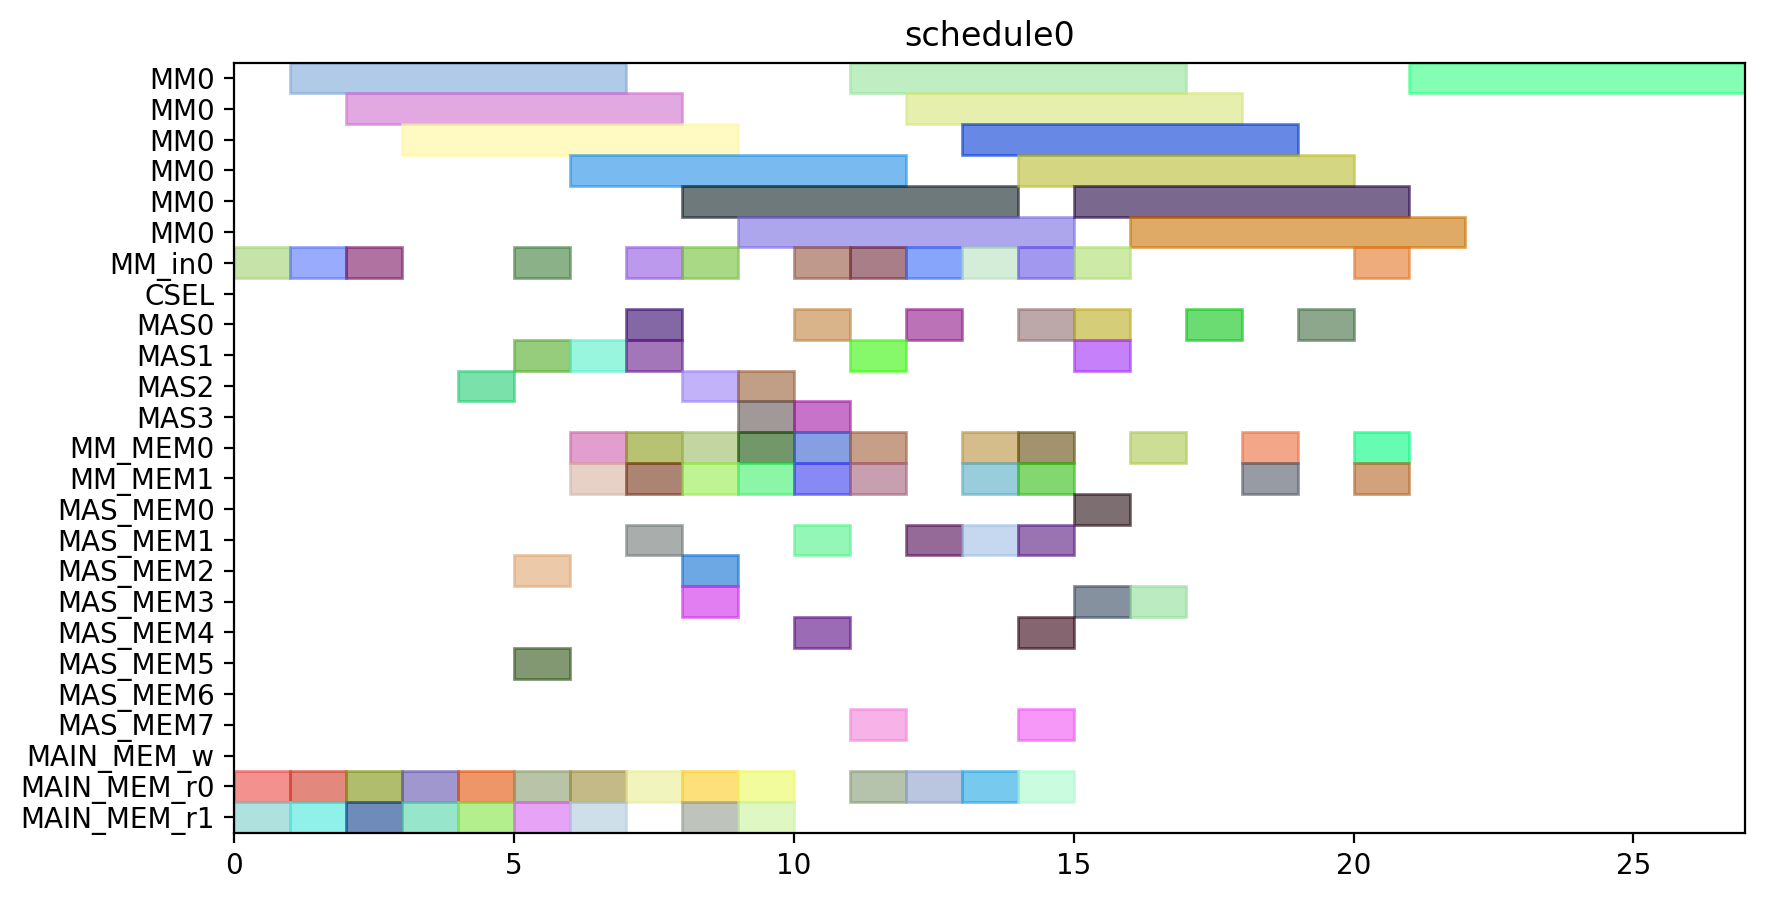 schedule0
MM0
MM0
MM0
MM0
MM0
MM0
MM_in0
CSEL
MAS0
MAS1
MAS2
MAS3
MM_MEM0
MM_MEM1
MAS_MEM0
MAS_MEM1
MAS_MEM2
MAS_MEM3
MAS_MEM4
MAS_MEM5
MAS_MEM6
MAS_MEM7
MAIN_MEM_w
MAIN_MEM_r0
MAIN_MEM_r1
0 5 10 15 20 25